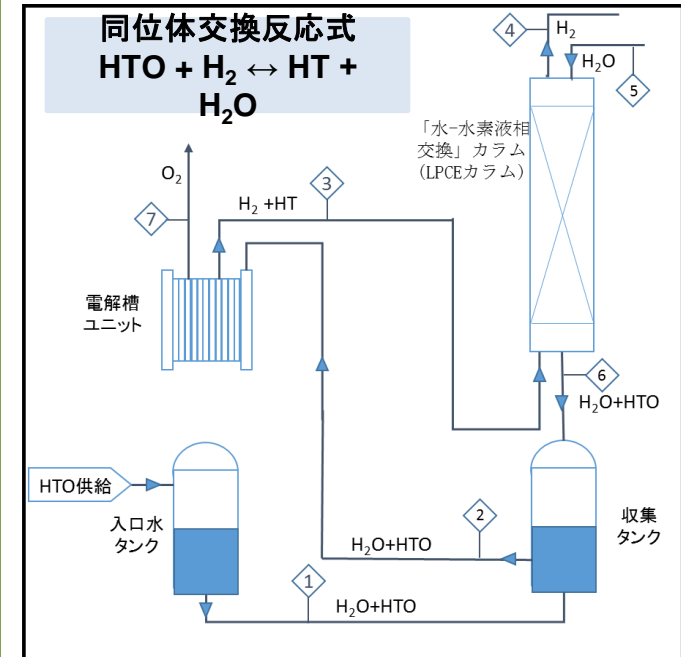 同位体交換反応式
HTO + H₂ ↔ HT +
H₂O
4
H₂
H₂O
5
「水-水素液相
交換」カラム
(LPCEカラム)
O₂
3
H₂ +HT
7
電解槽
ユニット
6
H₂O+HTO
HTO供給
入口水
タンク
2
収集
タンク
H₂O+HTO
1
H₂O+HTO